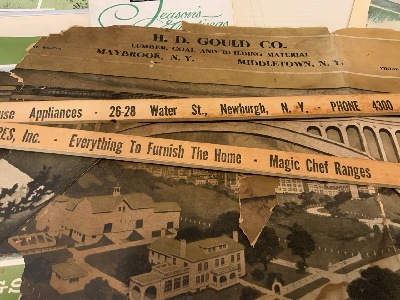 Season's
Greetings
H. D. GOULD CO.
LUMBER, COAL AND BUILDING MATERIAL
MAYBROOK, N.Y. MIDDLETOWN, N.Y.
use Appliances · 26-28 Water St., Newburgh, N. Y. PHONE 4300
RES, Inc. · Everything To Furnish The Home · Magic Chef Ranges